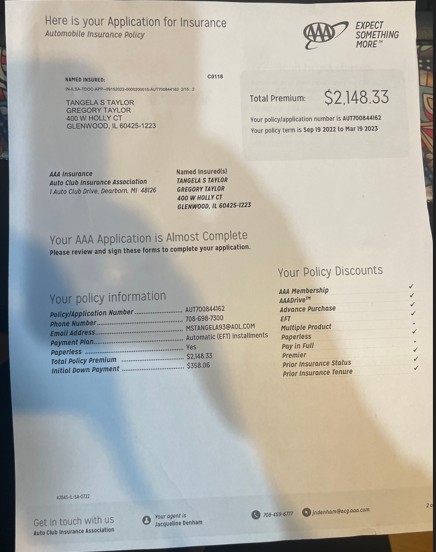 Here is your Application for Insurance
Automobile Insurance Policy
AAA
EXPECT
SOMETHING
MORE℠
NAMED INSURED:
C0118
TANGELA S TAYLOR
GREGORY TAYLOR
400 W HOLLY CT
GLENWOOD, IL 60425-1223
Total Premium: $2,148.33
Your policy/application number is AUT700844162
Your policy term is Sep 19 2022 to Mar 19 2023
AAA Insurance
Auto Club Insurance Association
1 Auto Club Drive, Dearborn, MI 48126
Named Insured(s)
TANGELA S TAYLOR
GREGORY TAYLOR
400 W HOLLY CT
GLENWOOD, IL 60425-1223
Your AAA Application is Almost Complete
Please review and sign these forms to complete your application.
Your policy information
Policy/Application Number AUT700844162
Phone Number 708-698-7300
Email Address MSTANGELA93@AOL.COM
Payment Plan Automatic (EFT) Installments
Paperless Yes
Total Policy Premium $2,148.33
Initial Down Payment $358.06
Your Policy Discounts
AAA Membership ✓
AAADrive℠
Advance Purchase ✓
EFT ✓
Multiple Product
Paperless ✓
Pay in Full
Premier
Prior Insurance Status ✓
Prior Insurance Tenure ✓
Get in touch with us
Auto Club Insurance Association
Your agent is
Jacqueline Denham
708-453-6777
jndenham@acg.aaa.com